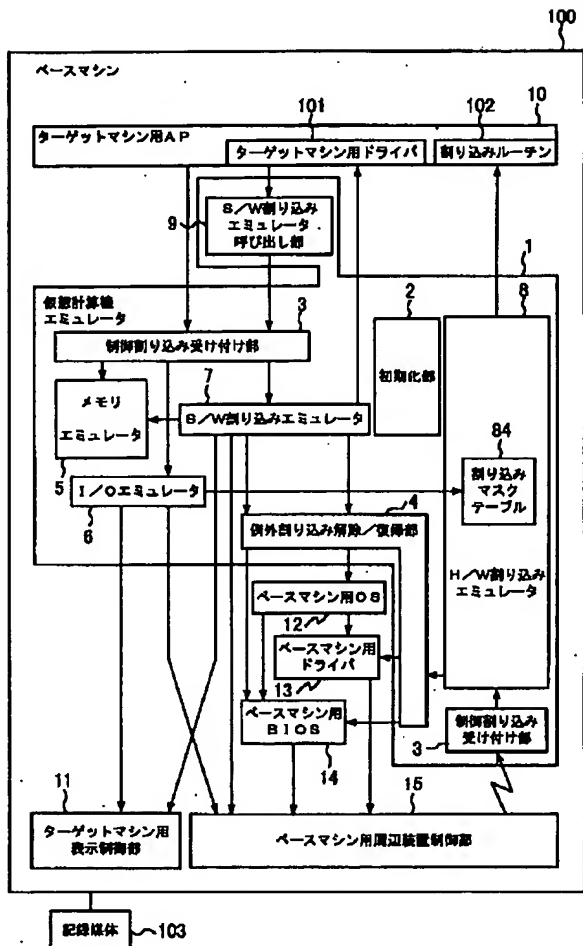 100
ベースマシン
101
102
10
ターゲットマシン用AP
ターゲットマシン用ドライバ
割り込みルーチン
9
S/W割り込み
エミュレータ
呼び出し部
1
仮想計算機
エミュレータ
3
制御割り込み受け付け部
2
初期化部
8
メモリ
エミュレータ
5
7
S/W割り込みエミュレータ
84
割り込み
マスク
テーブル
I/Oエミュレータ
6
4
例外割り込み解除/復帰部
H/W割り込み
エミュレータ
ベースマシン用OS
12
ベースマシン用
ドライバ
13
ベースマシン用
BIOS
14
制御割り込み
受け付け部
3
11
ターゲットマシン用
表示制御部
15
ベースマシン用周辺装置制御部
記録媒体
103